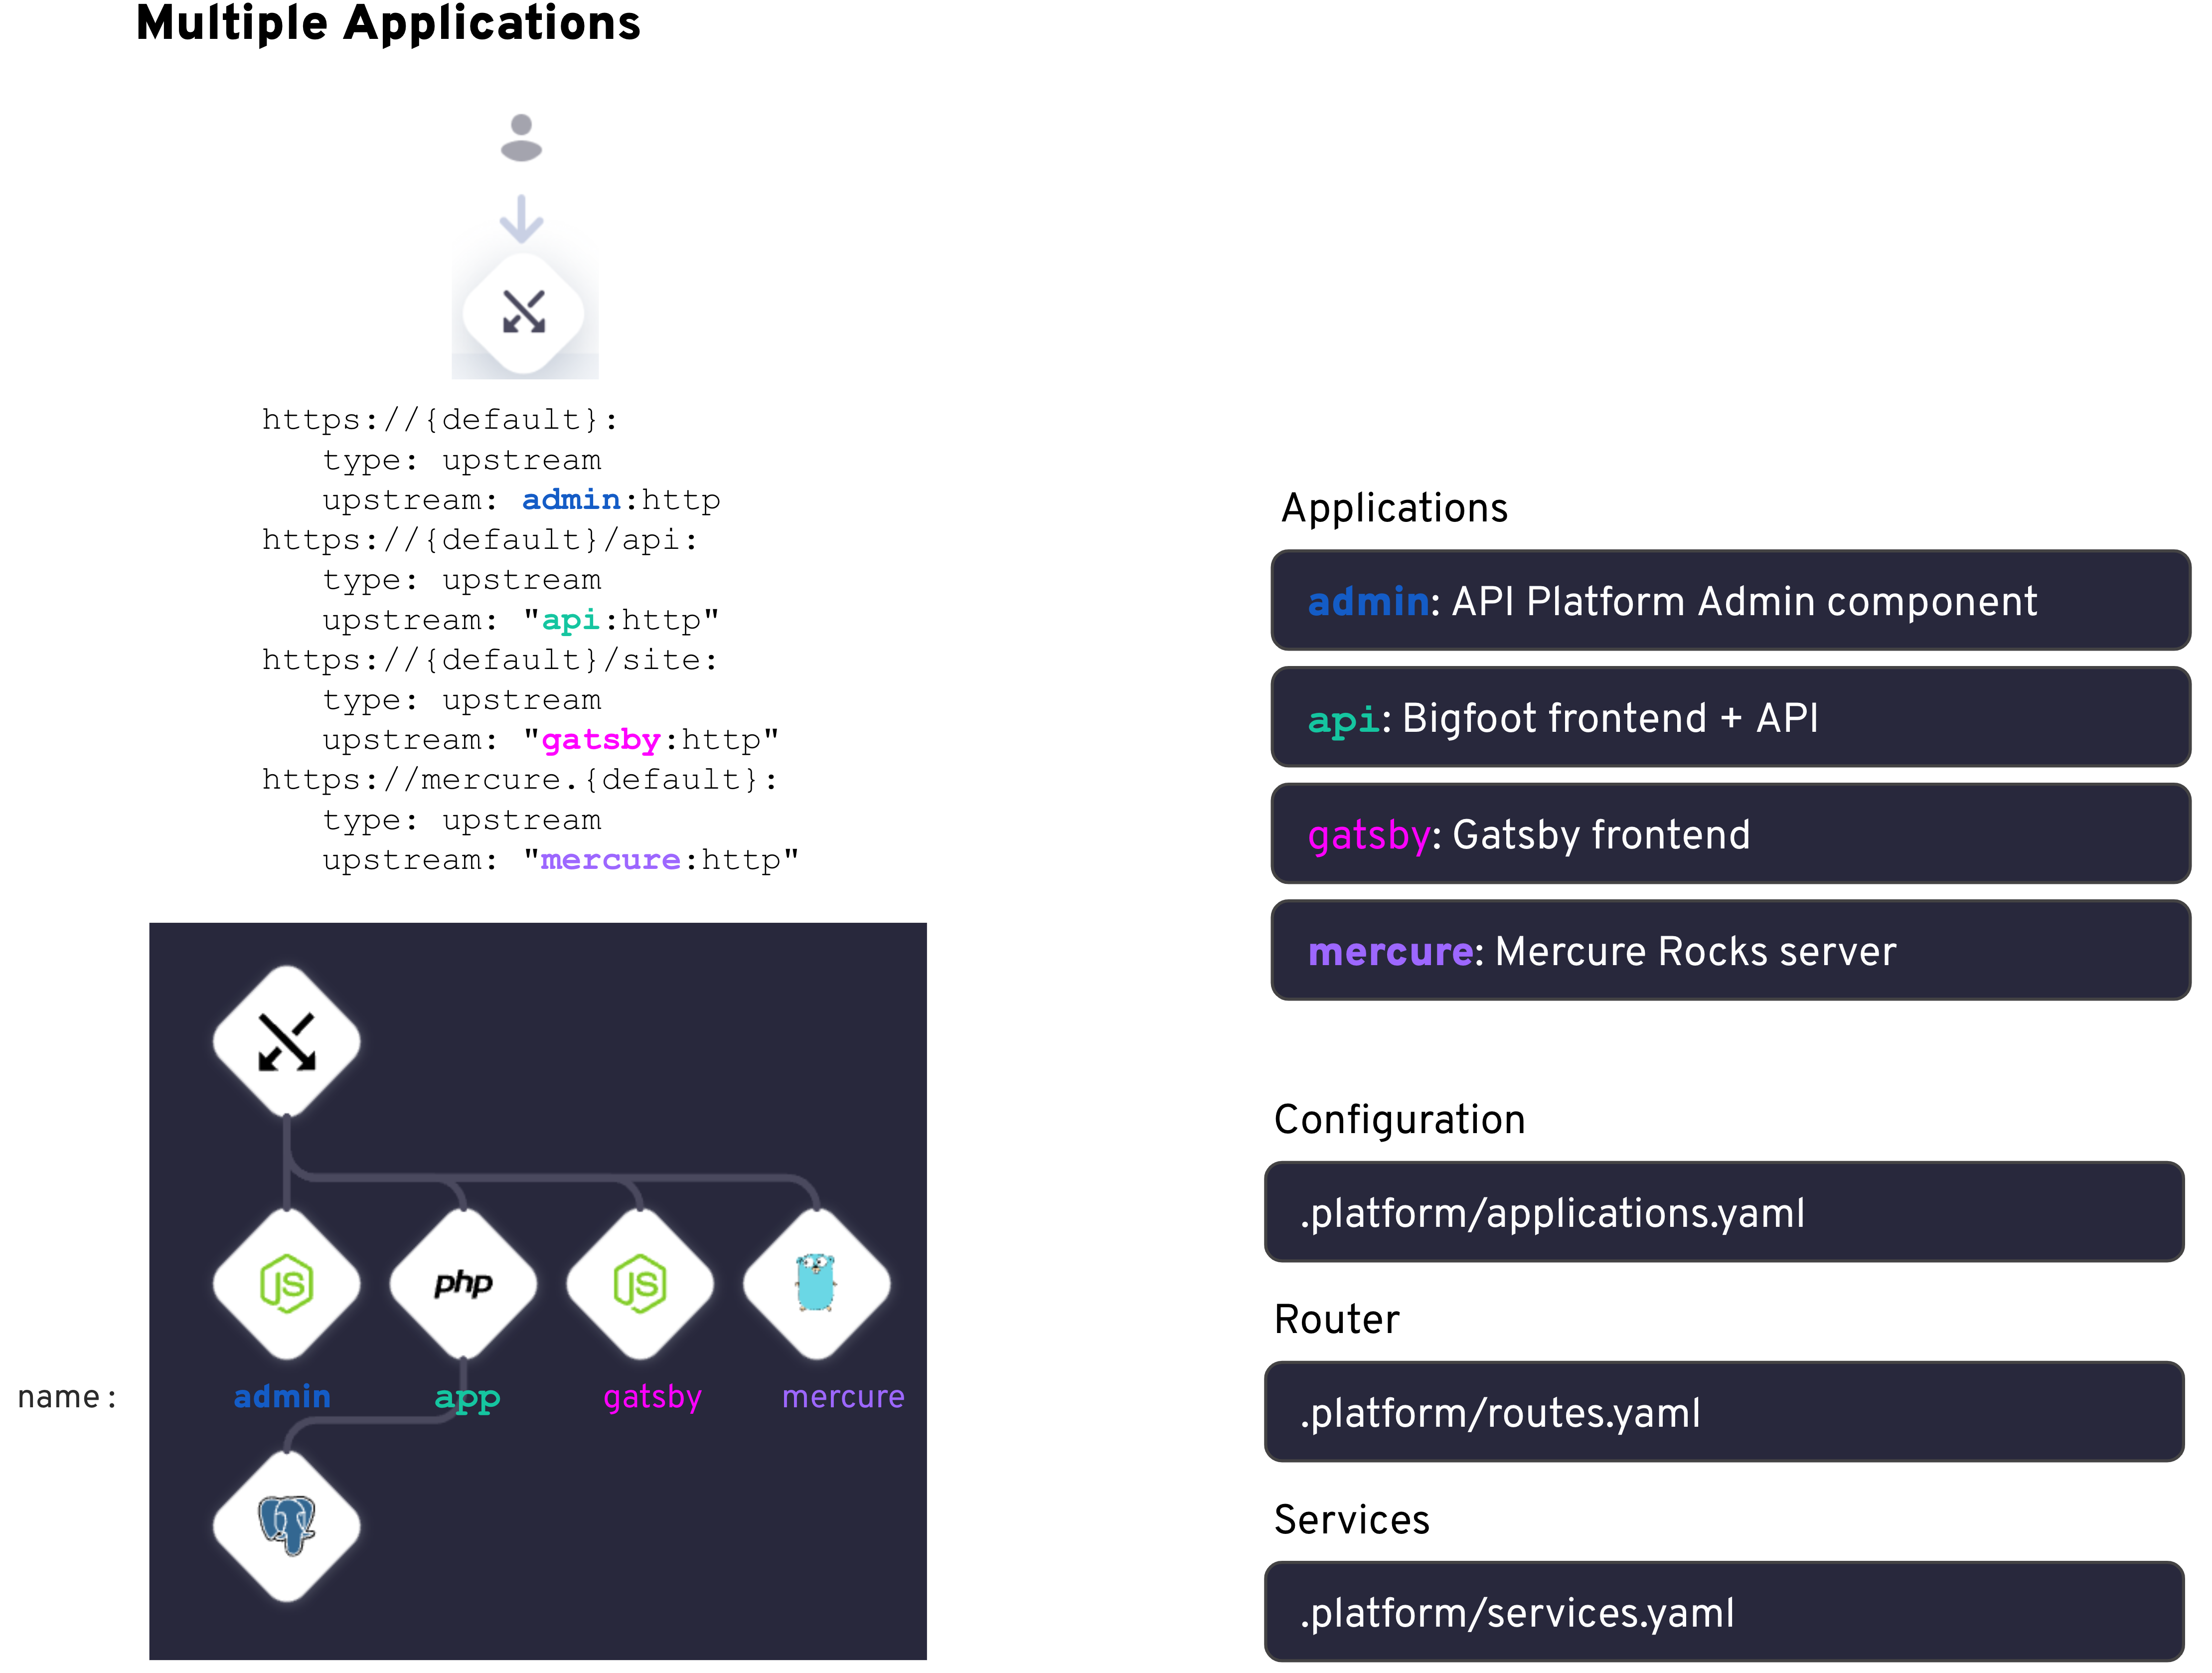 Multiple Applications
https://{default}:
type: upstream
upstream: admin:http
https://{default}/api:
type: upstream
upstream: "api:http"
https://{default}/site:
type: upstream
upstream: "gatsby:http"
https://mercure.{default}:
type: upstream
upstream: "mercure:http"
JS
php
JS
name:
admin
app
gatsby
mercure
Applications
admin: API Platform Admin component
api: Bigfoot frontend + API
gatsby: Gatsby frontend
mercure: Mercure Rocks server
Configuration
.platform/applications.yaml
Router
.platform/routes.yaml
Services
.platform/services.yaml